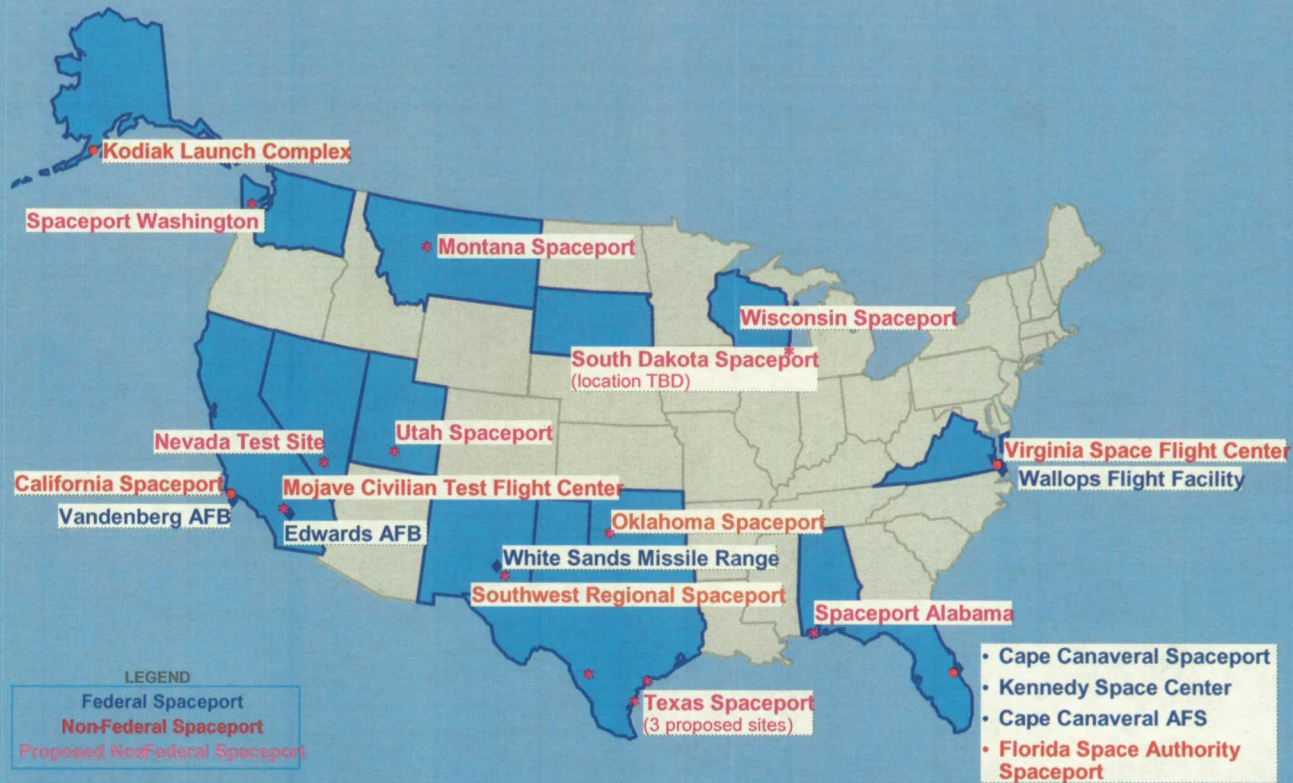 Kodiak Launch Complex
Spaceport Washington
Montana Spaceport
Wisconsin Spaceport
South Dakota Spaceport
(location TBD)
Nevada Test Site
Utah Spaceport
Virginia Space Flight Center
Wallops Flight Facility
California Spaceport
Mojave Civilian Test Flight Center
Vandenberg AFB
Edwards AFB
Oklahoma Spaceport
White Sands Missile Range
Southwest Regional Spaceport
Spaceport Alabama
Texas Spaceport
(3 proposed sites)
• Cape Canaveral Spaceport
• Kennedy Space Center
• Cape Canaveral AFS
• Florida Space Authority
Spaceport
LEGEND
Federal Spaceport
Non-Federal Spaceport
Proposed Non-Federal Spaceport